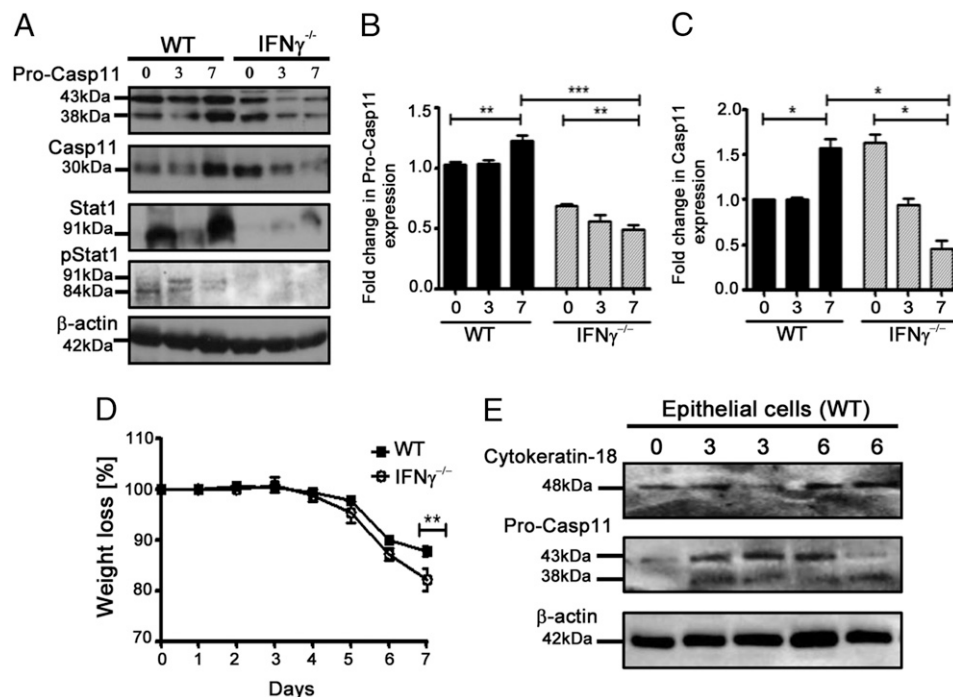 A
WT IFNγ-/-
Pro-Casp11 0 3 7 0 3 7
43kDa
38kDa
Casp11
30kDa
Stat1
91kDa
pStat1
91kDa
84kDa
β-actin
42kDa
B
Fold change in Pro-Casp11
expression
1.5
1.0
0.5
0.0
***
** **
0 3 7 0 3 7
WT IFNγ-/-
C
Fold change in Casp11
expression
2.0
1.5
1.0
0.5
0.0
*
* *
0 3 7 0 3 7
WT IFNγ-/-
D
Weight loss [%]
110
100
90
80
70
WT
IFNγ-/-
**
0 1 2 3 4 5 6 7
Days
E
Epithelial cells (WT)
0 3 3 6 6
Cytokeratin-18
48kDa
Pro-Casp11
43kDa
38kDa
β-actin
42kDa